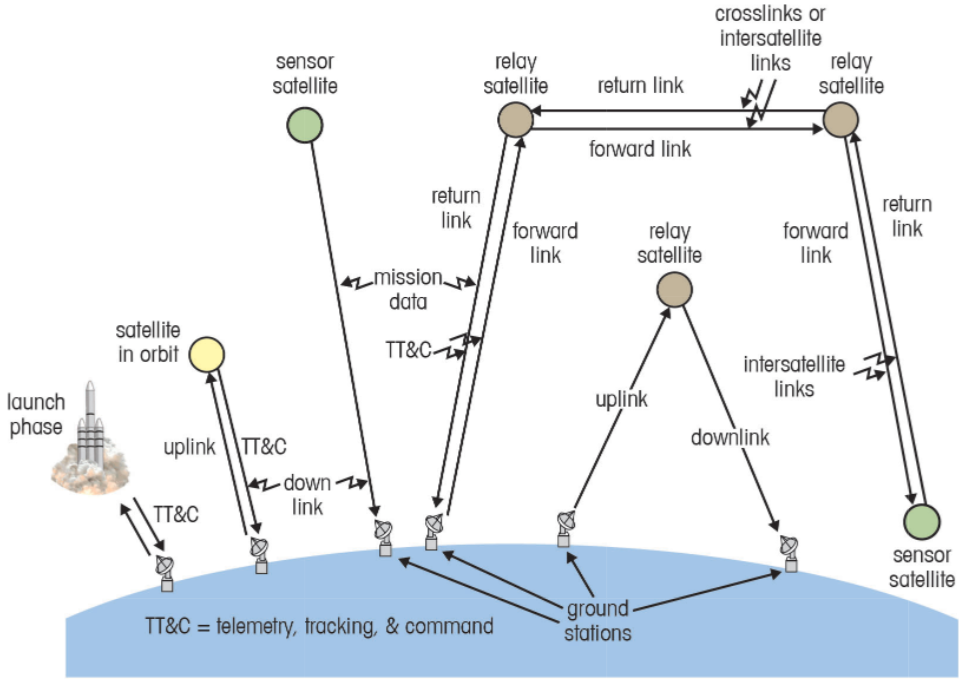 crosslinks or
intersatellite
links
sensor
satellite
relay
satellite
relay
satellite
return link
forward link
return
link
forward
link
mission
data
TT&C
relay
satellite
forward
link
return
link
satellite
in orbit
launch
phase
uplink
TT&C
down
link
uplink
downlink
intersatellite
links
TT&C
sensor
satellite
ground
stations
TT&C = telemetry, tracking, & command